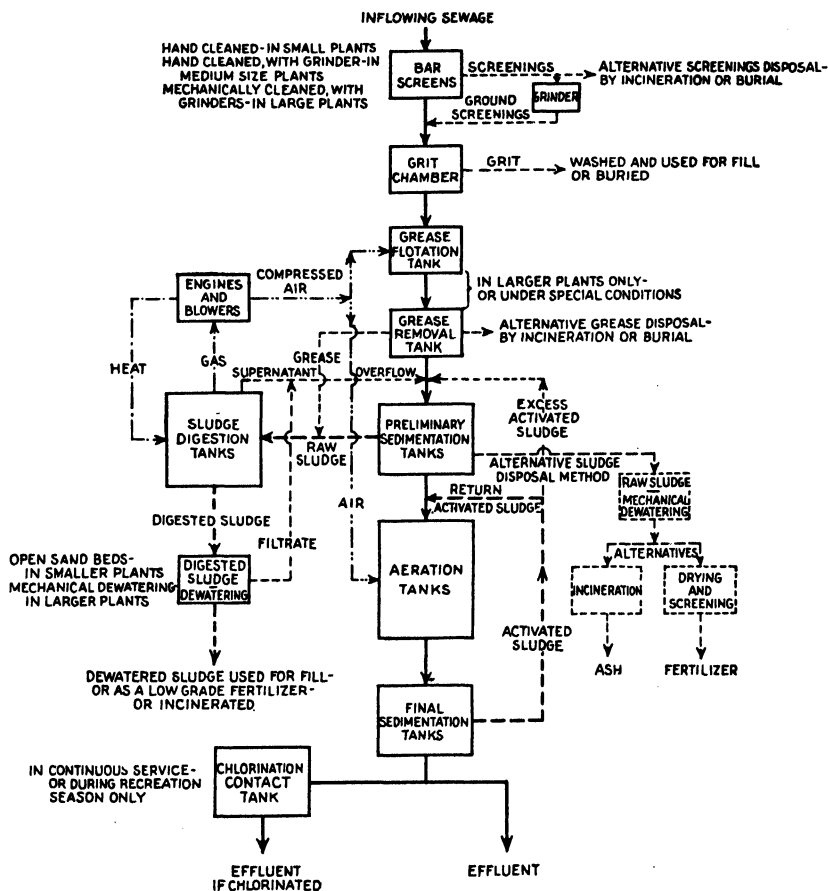 INFLOWING SEWAGE
HAND CLEANED-IN SMALL PLANTS
HAND CLEANED, WITH GRINDER-IN
MEDIUM SIZE PLANTS
MECHANICALLY CLEANED, WITH
GRINDERS-IN LARGE PLANTS
BAR
SCREENS
SCREENINGS
GRINDER
ALTERNATIVE SCREENINGS DISPOSAL-
BY INCINERATION OR BURIAL
GROUND
SCREENINGS
GRIT
CHAMBER
GRIT
WASHED AND USED FOR FILL
OR BURIED
GREASE
FLOTATION
TANK
ENGINES
AND
BLOWERS
COMPRESSED
AIR
IN LARGER PLANTS ONLY-
OR UNDER SPECIAL CONDITIONS
GREASE
REMOVAL
TANK
ALTERNATIVE GREASE DISPOSAL-
BY INCINERATION OR BURIAL
HEAT
GAS
GREASE
SUPERNATANT
OVERFLOW
SLUDGE
DIGESTION
TANKS
RAW
SLUDGE
PRELIMINARY
SEDIMENTATION
TANKS
EXCESS
ACTIVATED
SLUDGE
ALTERNATIVE SLUDGE
DISPOSAL METHOD
RAW SLUDGE
MECHANICAL
DEWATERING
RETURN
ACTIVATED SLUDGE
DIGESTED SLUDGE
FILTRATE
AIR
AERATION
TANKS
ALTERNATIVES
INCINERATION
DRYING
AND
SCREENING
OPEN SAND BEDS-
IN SMALLER PLANTS
MECHANICAL DEWATERING
IN LARGER PLANTS
DIGESTED
SLUDGE
DEWATERING
ACTIVATED
SLUDGE
ASH
FERTILIZER
DEWATERED SLUDGE USED FOR FILL-
OR AS A LOW GRADE FERTILIZER-
OR INCINERATED
FINAL
SEDIMENTATION
TANKS
IN CONTINUOUS SERVICE-
OR DURING RECREATION
SEASON ONLY
CHLORINATION
CONTACT
TANK
EFFLUENT
IF CHLORINATED
EFFLUENT